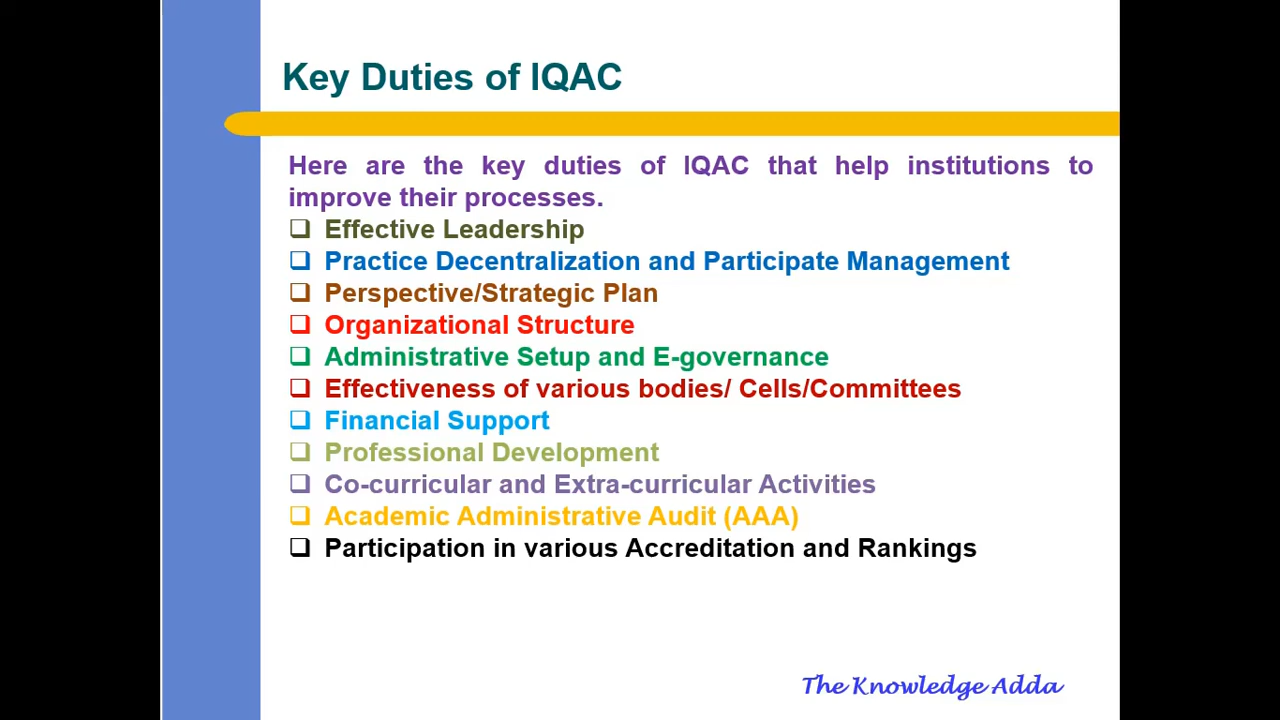 Key Duties of IQAC
Here are the key duties of IQAC that help institutions to
improve their processes.
❑ Effective Leadership
❑ Practice Decentralization and Participate Management
❑ Perspective/Strategic Plan
❑ Organizational Structure
❑ Administrative Setup and E-governance
❑ Effectiveness of various bodies/ Cells/Committees
❑ Financial Support
❑ Professional Development
❑ Co-curricular and Extra-curricular Activities
❑ Academic Administrative Audit (AAA)
❑ Participation in various Accreditation and Rankings
The Knowledge Adda